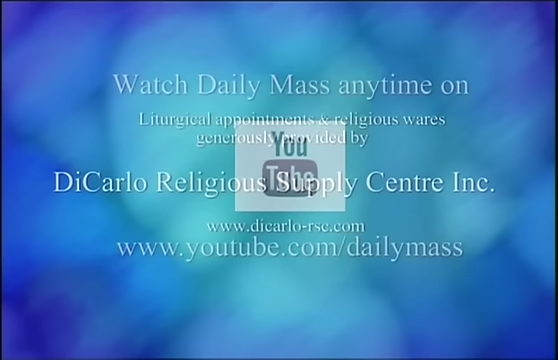 Watch Daily Mass anytime on
Liturgical appointments & religious wares
generously provided by
You
Tube
DiCarlo Religious Supply Centre Inc.
www.dicarlo-rsc.com
www.youtube.com/dailymass